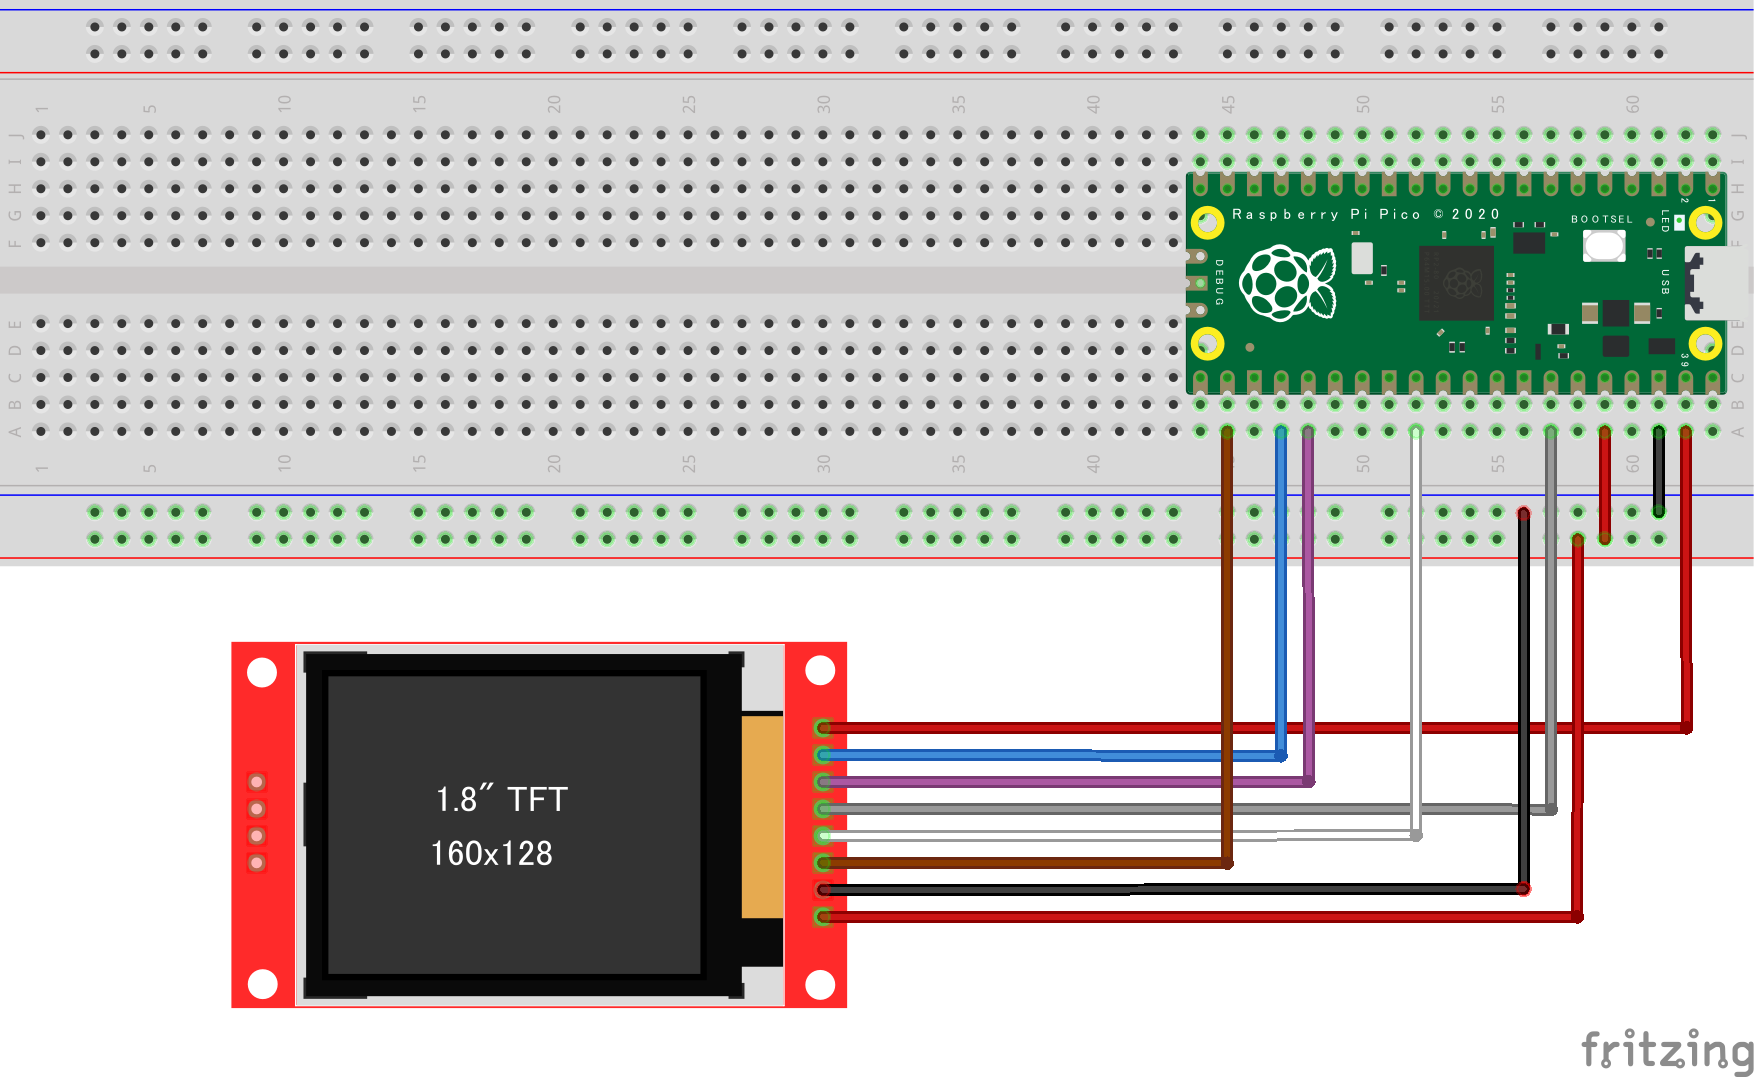 1 5 10 15 20 25 30 35 40 45 50 55 60
J J
I I
H H
G G
F F
2 1
Raspberry Pi Pico © 2020
BOOTSEL
LED
DEBUG
USB
E E
D D
39
C C
B B
A A
1 5 10 15 20 25 30 35 40 50 55 60
1.8" TFT
160x128
fritzing